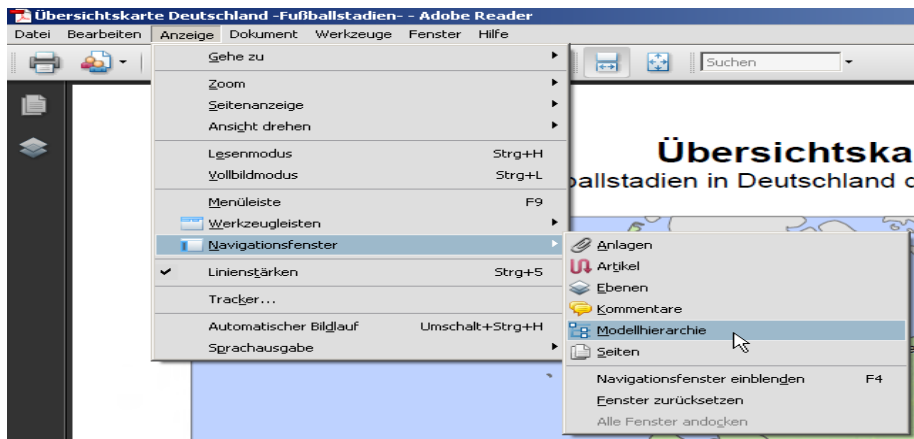 Übersichtskarte Deutschland -Fußballstadien- - Adobe Reader
Datei Bearbeiten Anzeige Dokument Werkzeuge Fenster Hilfe
Gehe zu
Suchen
Zoom
Seitenanzeige
Ansicht drehen
Lesenmodus Strg+H
Vollbildmodus Strg+L
Menüleiste F9
Werkzeugleisten
Navigationsfenster
Linienstärken Strg+5
Tracker...
Automatischer Bildlauf Umschalt+Strg+H
Sprachausgabe
Übersichtska
ballstadien in Deutschland
Anlagen
Artikel
Ebenen
Kommentare
Modellhierarchie
Seiten
Navigationsfenster einblenden F4
Fenster zurücksetzen
Alle Fenster andocken